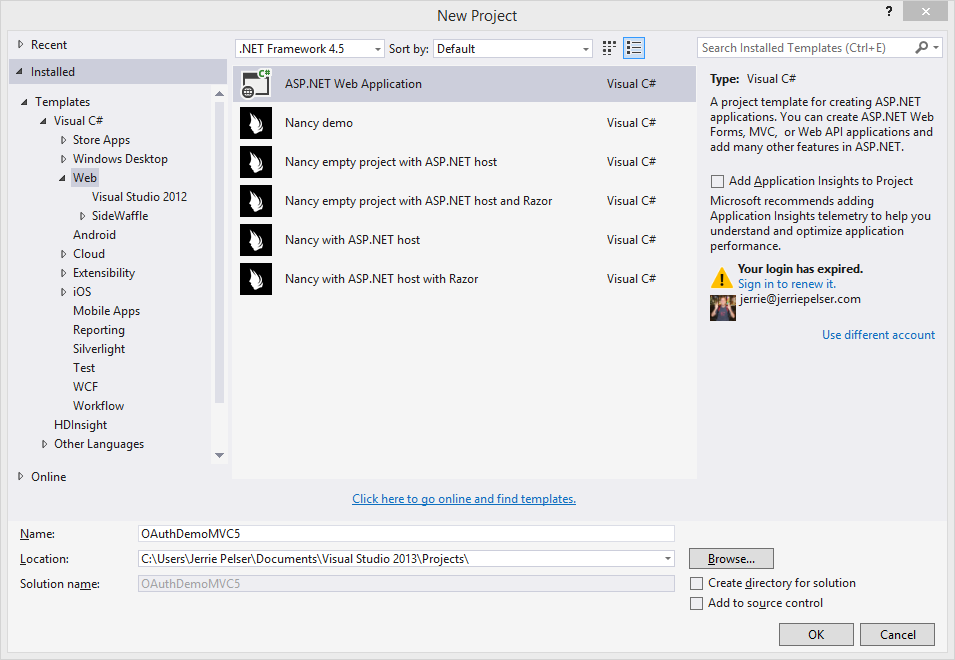 New Project
?
Recent
Installed
Templates
Visual C#
Store Apps
Windows Desktop
Web
Visual Studio 2012
SideWaffle
Android
Cloud
Extensibility
iOS
Mobile Apps
Reporting
Silverlight
Test
WCF
Workflow
HDInsight
Other Languages
Online
.NET Framework 4.5
Sort by: Default
C#
ASP.NET Web Application Visual C#
Nancy demo Visual C#
Nancy empty project with ASP.NET host Visual C#
Nancy empty project with ASP.NET host and Razor Visual C#
Nancy with ASP.NET host Visual C#
Nancy with ASP.NET host with Razor Visual C#
Click here to go online and find templates.
Search Installed Templates (Ctrl+E)
Type: Visual C#
A project template for creating ASP.NET
applications. You can create ASP.NET Web
Forms, MVC, or Web API applications and
add many other features in ASP.NET.
Add Application Insights to Project
Microsoft recommends adding
Application Insights telemetry to help you
understand and optimize application
performance.
Your login has expired.
Sign in to renew it.
jerrie@jerriepelser.com
Use different account
Name: OAuthDemoMVC5
Location: C:\Users\Jerrie Pelser\Documents\Visual Studio 2013\Projects\
Browse...
Solution name: OAuthDemoMVC5
Create directory for solution
Add to source control
OK
Cancel